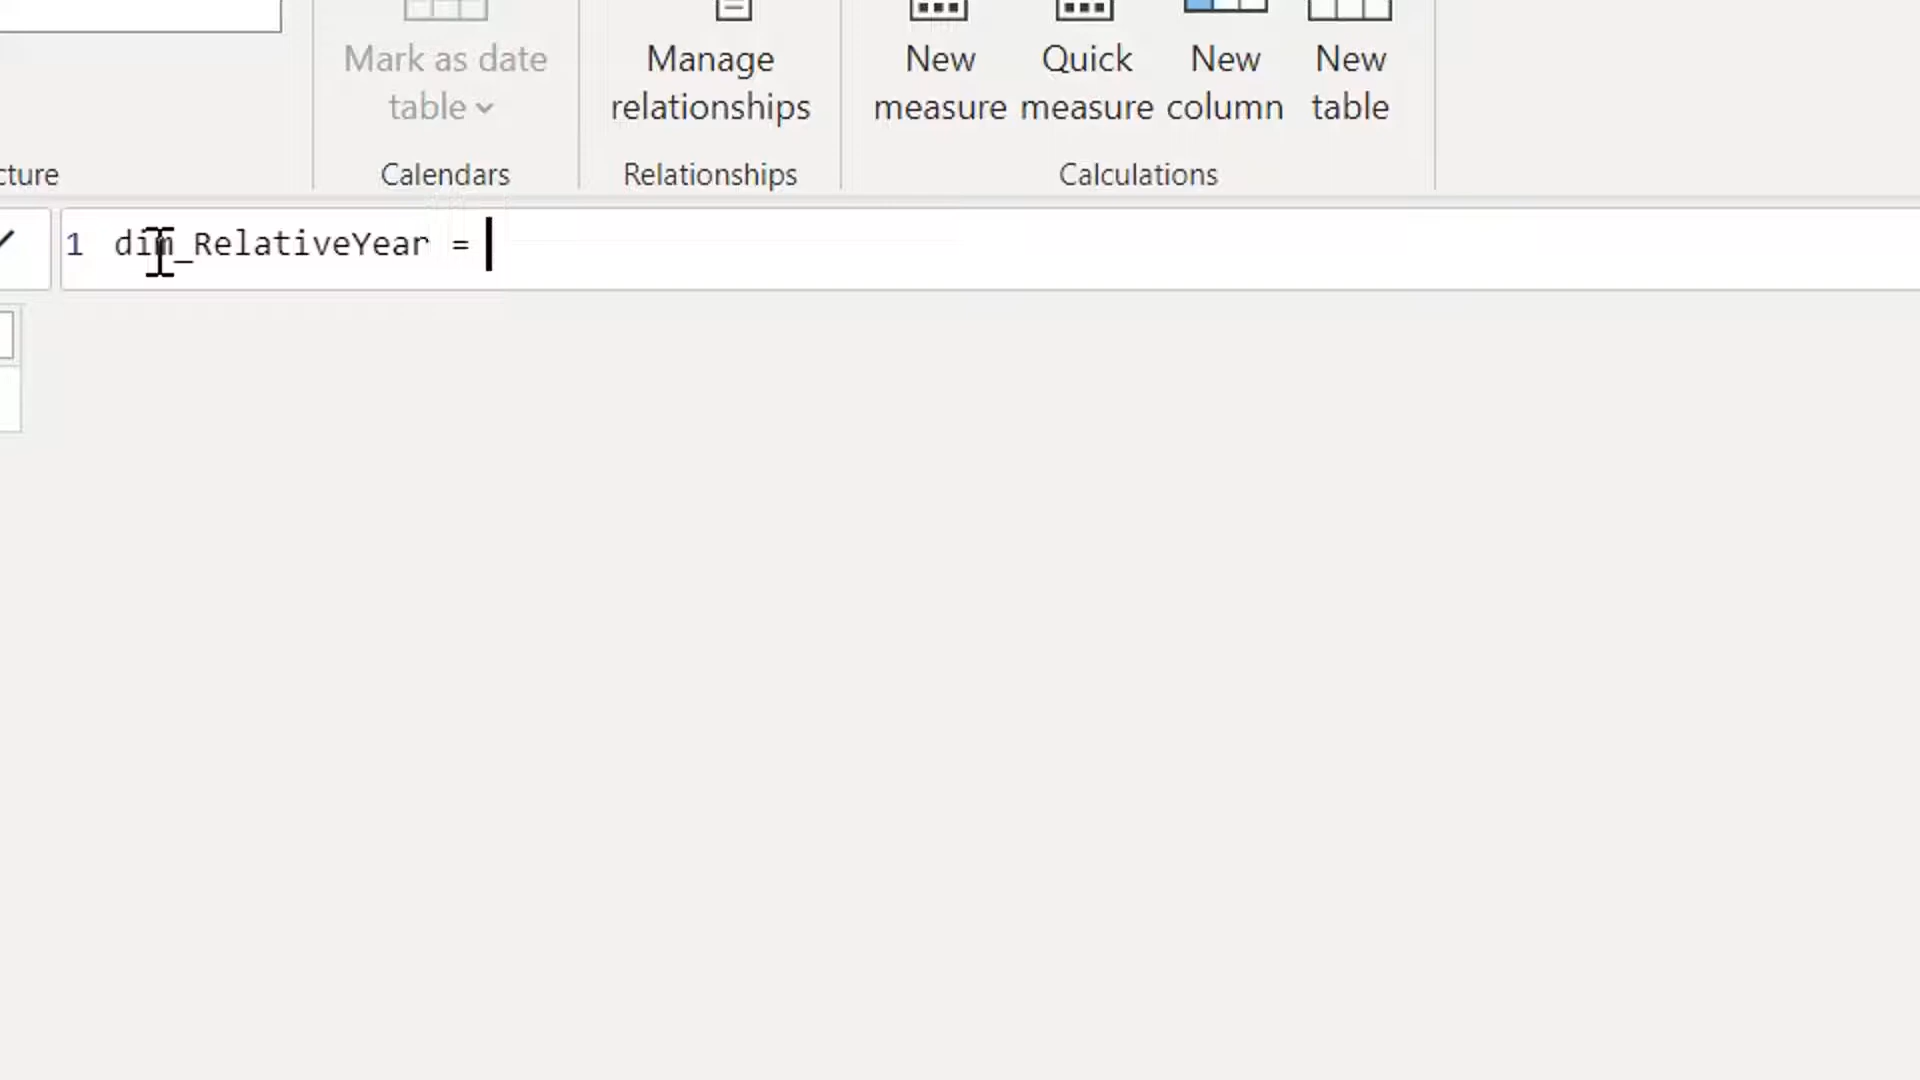 Mark as date
table
Manage
relationships
New
measure
Quick
measure
New
column
New
table
cture
Calendars
Relationships
Calculations
1 dim_RelativeYear =